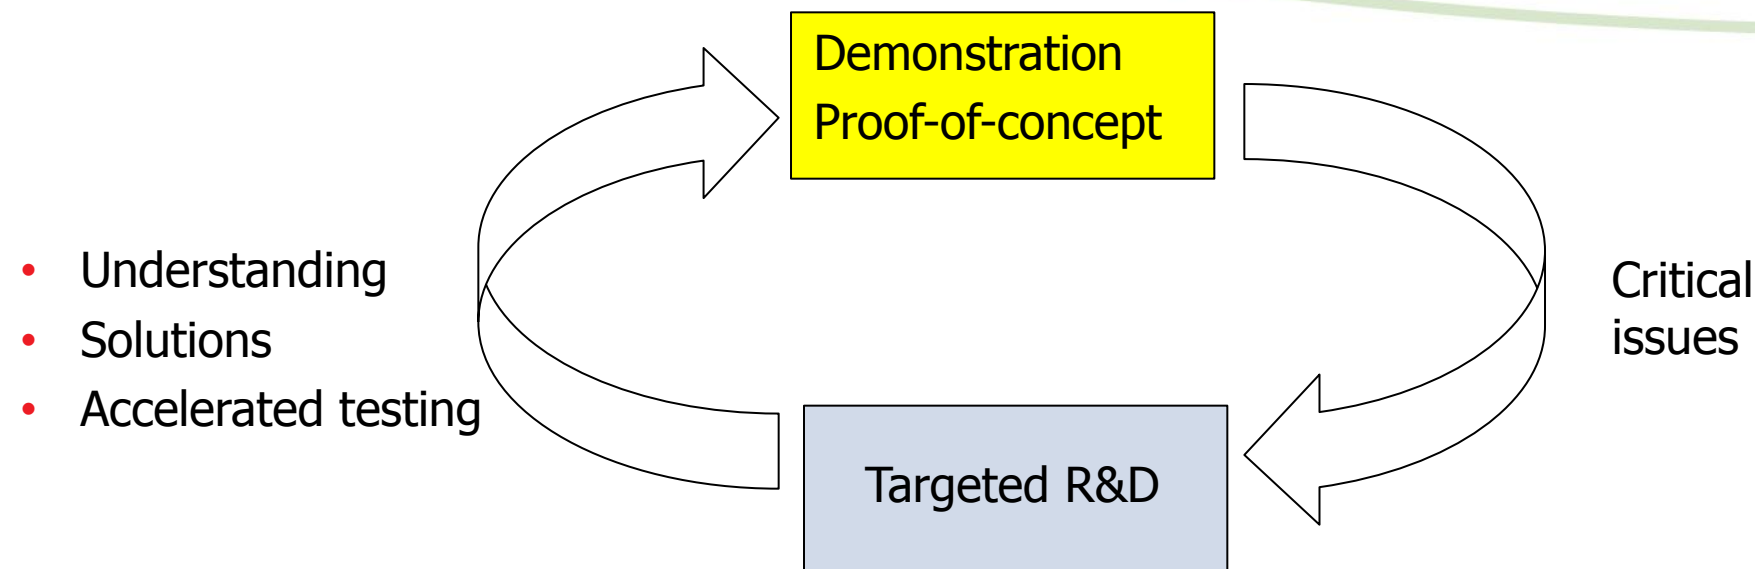 Demonstration
Proof-of-concept
• Understanding
• Solutions
• Accelerated testing
Critical
issues
Targeted R&D